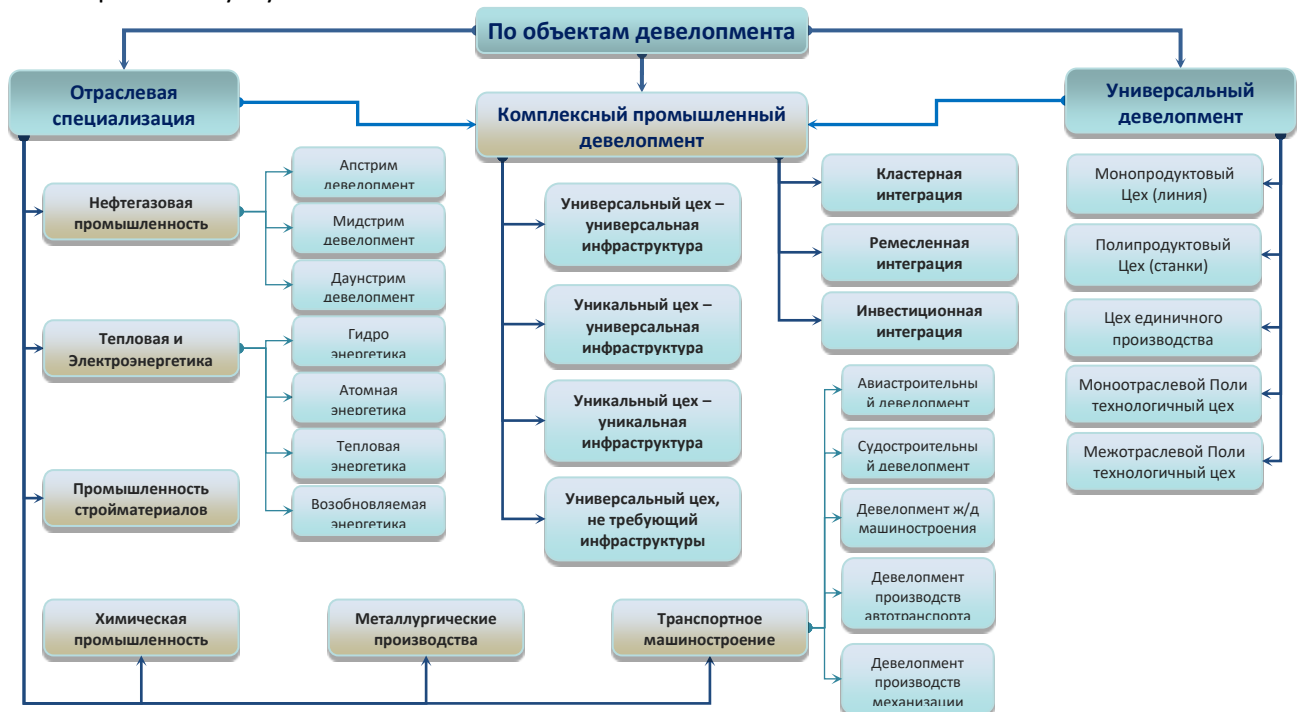 По объектам девелопмента
Отраслевая
специализация
Комплексный промышленный
девелопмент
Универсальный
девелопмент
Нефтегазовая
промышленность
Апстрим
девелопмент
Мидстрим
девелопмент
Даунстрим
девелопмент
Тепловая и
Электроэнергетика
Гидро
энергетика
Атомная
энергетика
Тепловая
энергетика
Возобновляемая
энергетика
Промышленность
стройматериалов
Химическая
промышленность
Металлургические
производства
Транспортное
машиностроение
Универсальный цех –
универсальная
инфраструктура
Уникальный цех –
универсальная
инфраструктура
Уникальный цех –
уникальная
инфраструктура
Универсальный цех,
не требующий
инфраструктуры
Кластерная
интеграция
Ремесленная
интеграция
Инвестиционная
интеграция
Авиастроительны
й девелопмент
Судостроительны
й девелопмент
Девелопмент ж/д
машиностроения
Девелопмент
производств
автотранспорта
Девелопмент
производств
механизации
Монопродуктовый
Цех (линия)
Полипродуктовый
Цех (станки)
Цех единичного
производства
Моноотраслевой Поли
технологичный цех
Межотраслевой Поли
технологичный цех